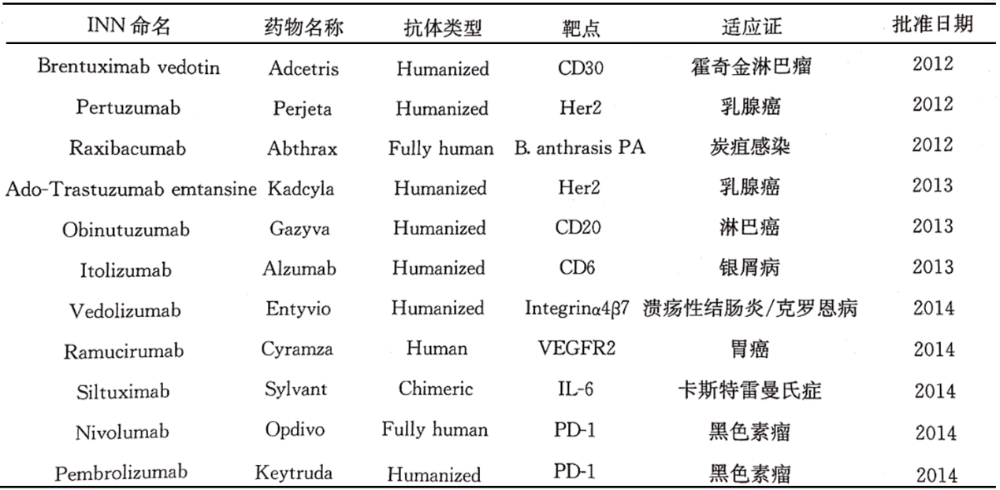 INN 命名 药物名称 抗体类型 靶点 适应证 批准日期
Brentuximab vedotin Adcetris Humanized CD30 霍奇金淋巴瘤 2012
Pertuzumab Perjeta Humanized Her2 乳腺癌 2012
Raxibacumab Abthrax Fully human B. anthrasis PA 炭疽感染 2012
Ado-Trastuzumab emtansine Kadcyla Humanized Her2 乳腺癌 2013
Obinutuzumab Gazyva Humanized CD20 淋巴癌 2013
Itolizumab Alzumab Humanized CD6 银屑病 2013
Vedolizumab Entyvio Humanized Integrinα4β7 溃疡性结肠炎/克罗恩病 2014
Ramucirumab Cyramza Human VEGFR2 胃癌 2014
Siltuximab Sylvant Chimeric IL-6 卡斯特雷曼氏症 2014
Nivolumab Opdivo Fully human PD-1 黑色素瘤 2014
Pembrolizumab Keytruda Humanized PD-1 黑色素瘤 2014